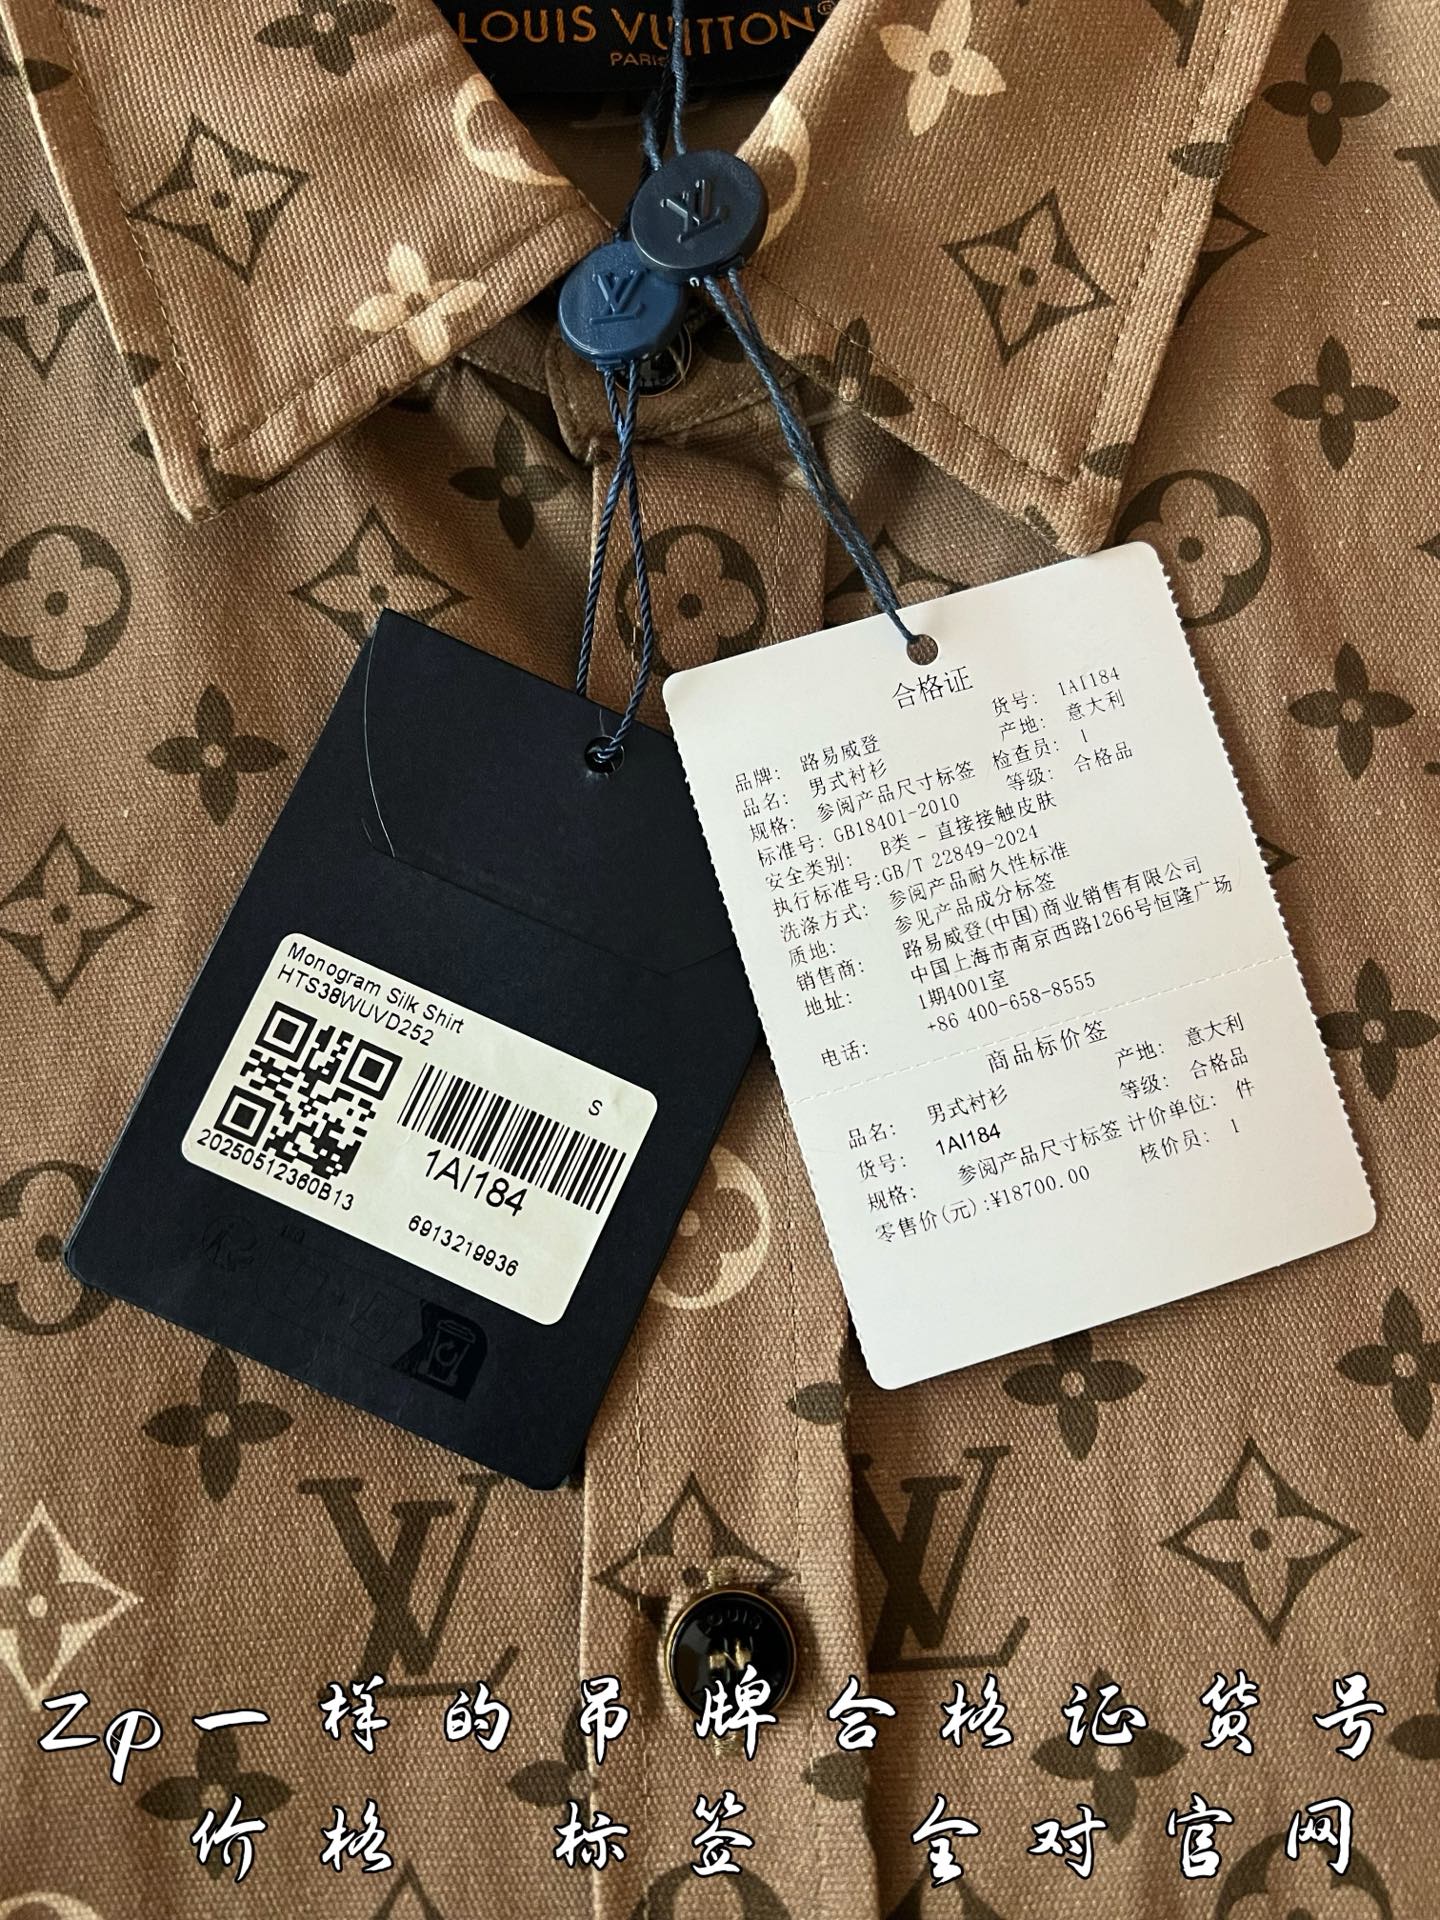 LOUIS VUITTON®
PARIS
Monogram Silk Shirt
HTS38WUVD252
S
1AI184
20250512360B13
6913219936
合格证
货号: 1AI184
品牌: 路易威登 产地: 意大利
品名: 男式衬衫 检查员: 1
规格: 参阅产品尺寸标签 等级: 合格品
标准号: GB18401-2010
安全类别: B类 - 直接接触皮肤
执行标准号:GB/T 22849-2024
洗涤方式: 参阅产品耐久性标准
质地: 参见产品成分标签
销售商: 路易威登(中国)商业销售有限公司
地址: 中国上海市南京西路1266号恒隆广场
1期4001室
电话: +86 400-658-8555
商品标价签
品名: 男式衬衫 产地: 意大利
货号: 1AI184 等级: 合格品
规格: 参阅产品尺寸标签 计价单位: 件
零售价(元):¥18700.00 核价员: 1
LOUIS
Zp一样的吊牌合格证货号
价格 标签 全对官网